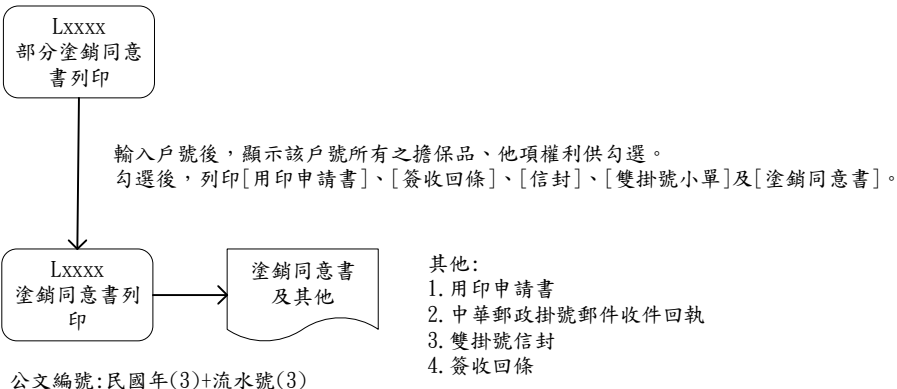 Lxxxx
部分塗銷同意
書列印
輸入戶號後，顯示該戶號所有之擔保品、他項權利供勾選。
勾選後，列印[用印申請書]、[簽收回條]、[信封]、[雙掛號小單]及[塗銷同意書]。
Lxxxx
塗銷同意書列
印
塗銷同意書
及其他
其他:
1.用印申請書
2.中華郵政掛號郵件收件回執
3.雙掛號信封
4.簽收回條
公文編號:民國年(3)+流水號(3)